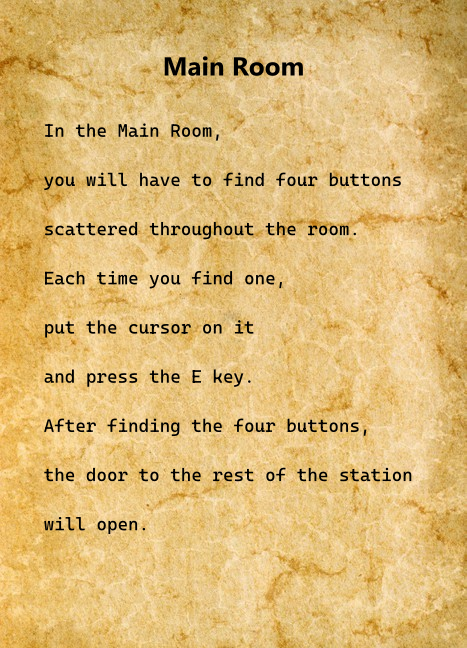 Main Room
In the Main Room,
you will have to find four buttons
scattered throughout the room.
Each time you find one,
put the cursor on it
and press the E key.
After finding the four buttons,
the door to the rest of the station
will open.